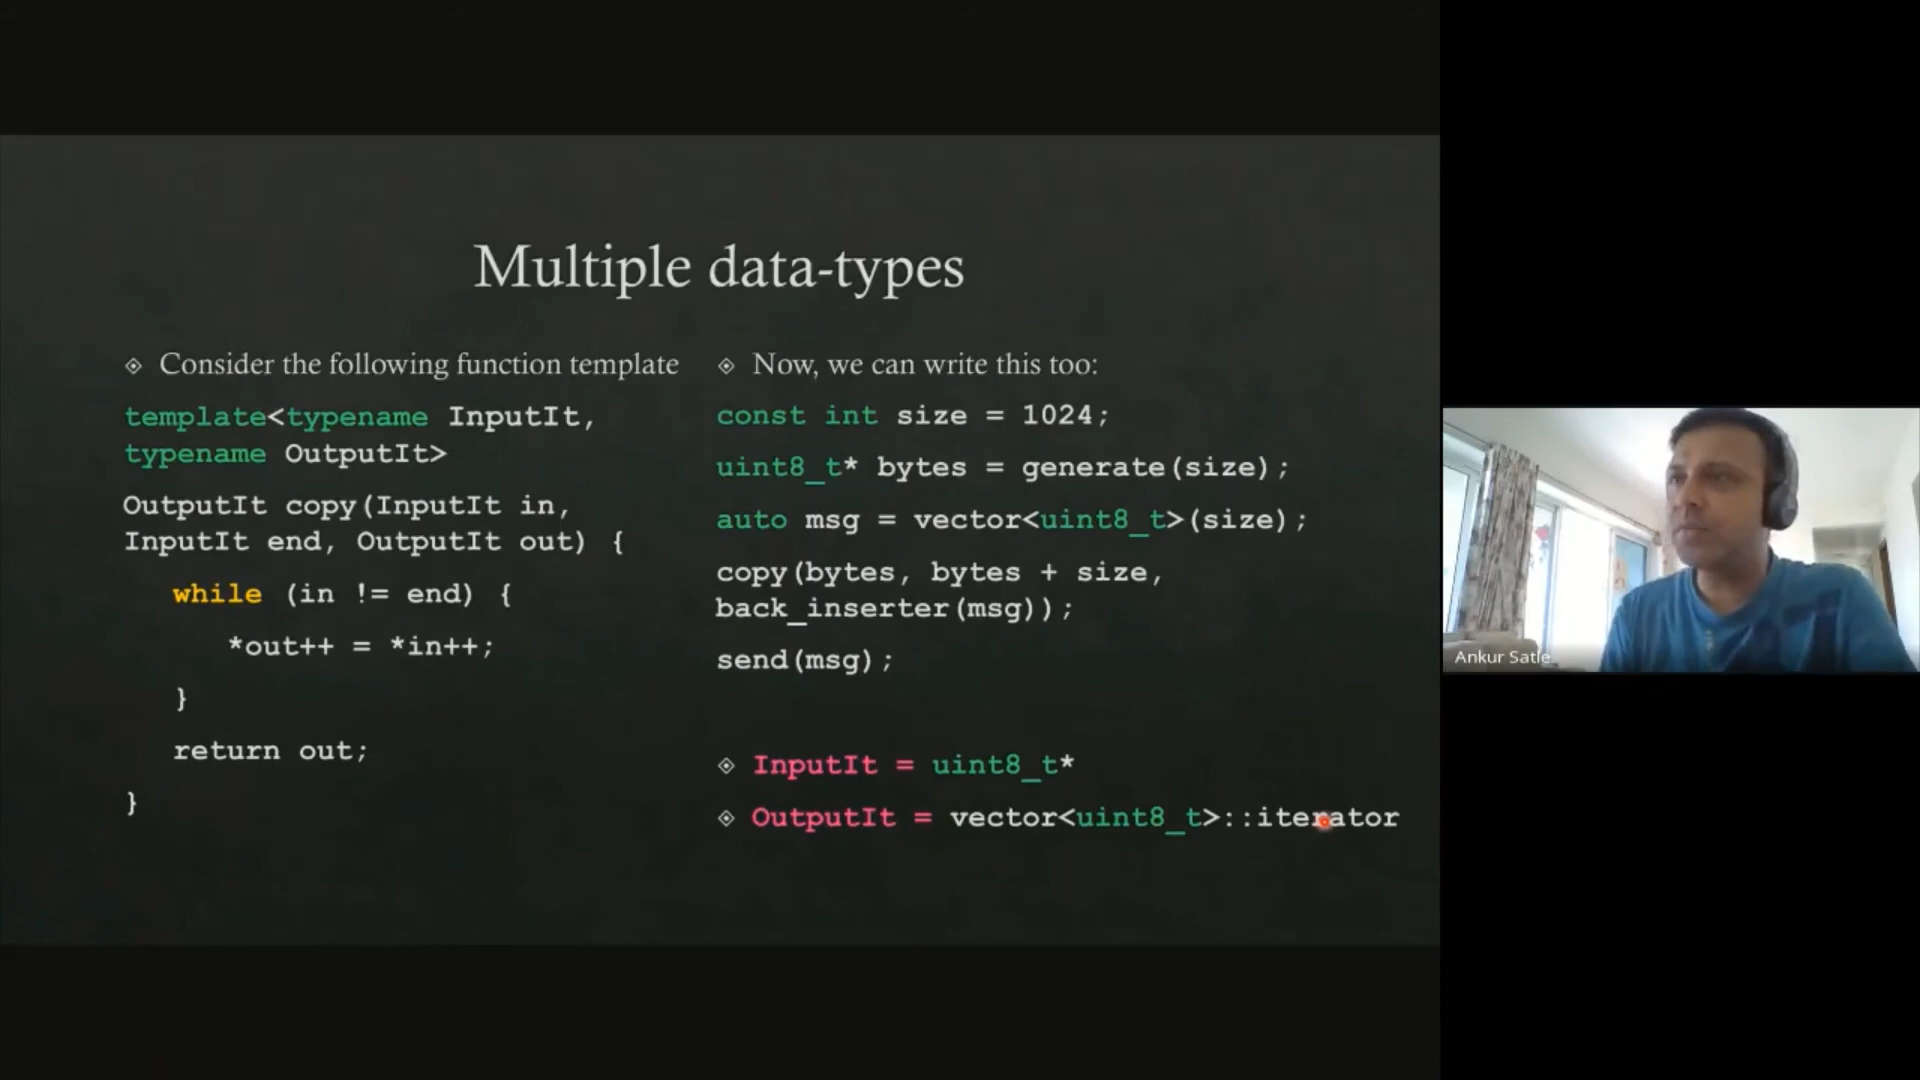 Multiple data-types
Consider the following function template
template<typename InputIt,
typename OutputIt>
OutputIt copy(InputIt in,
InputIt end, OutputIt out) {
while (in != end) {
*out++ = *in++;
}
return out;
}
Now, we can write this too:
const int size = 1024;
uint8_t* bytes = generate(size);
auto msg = vector<uint8_t>(size);
copy(bytes, bytes + size,
back_inserter(msg));
send(msg);
InputIt = uint8_t*
OutputIt = vector<uint8_t>::iterator
Ankur Satle